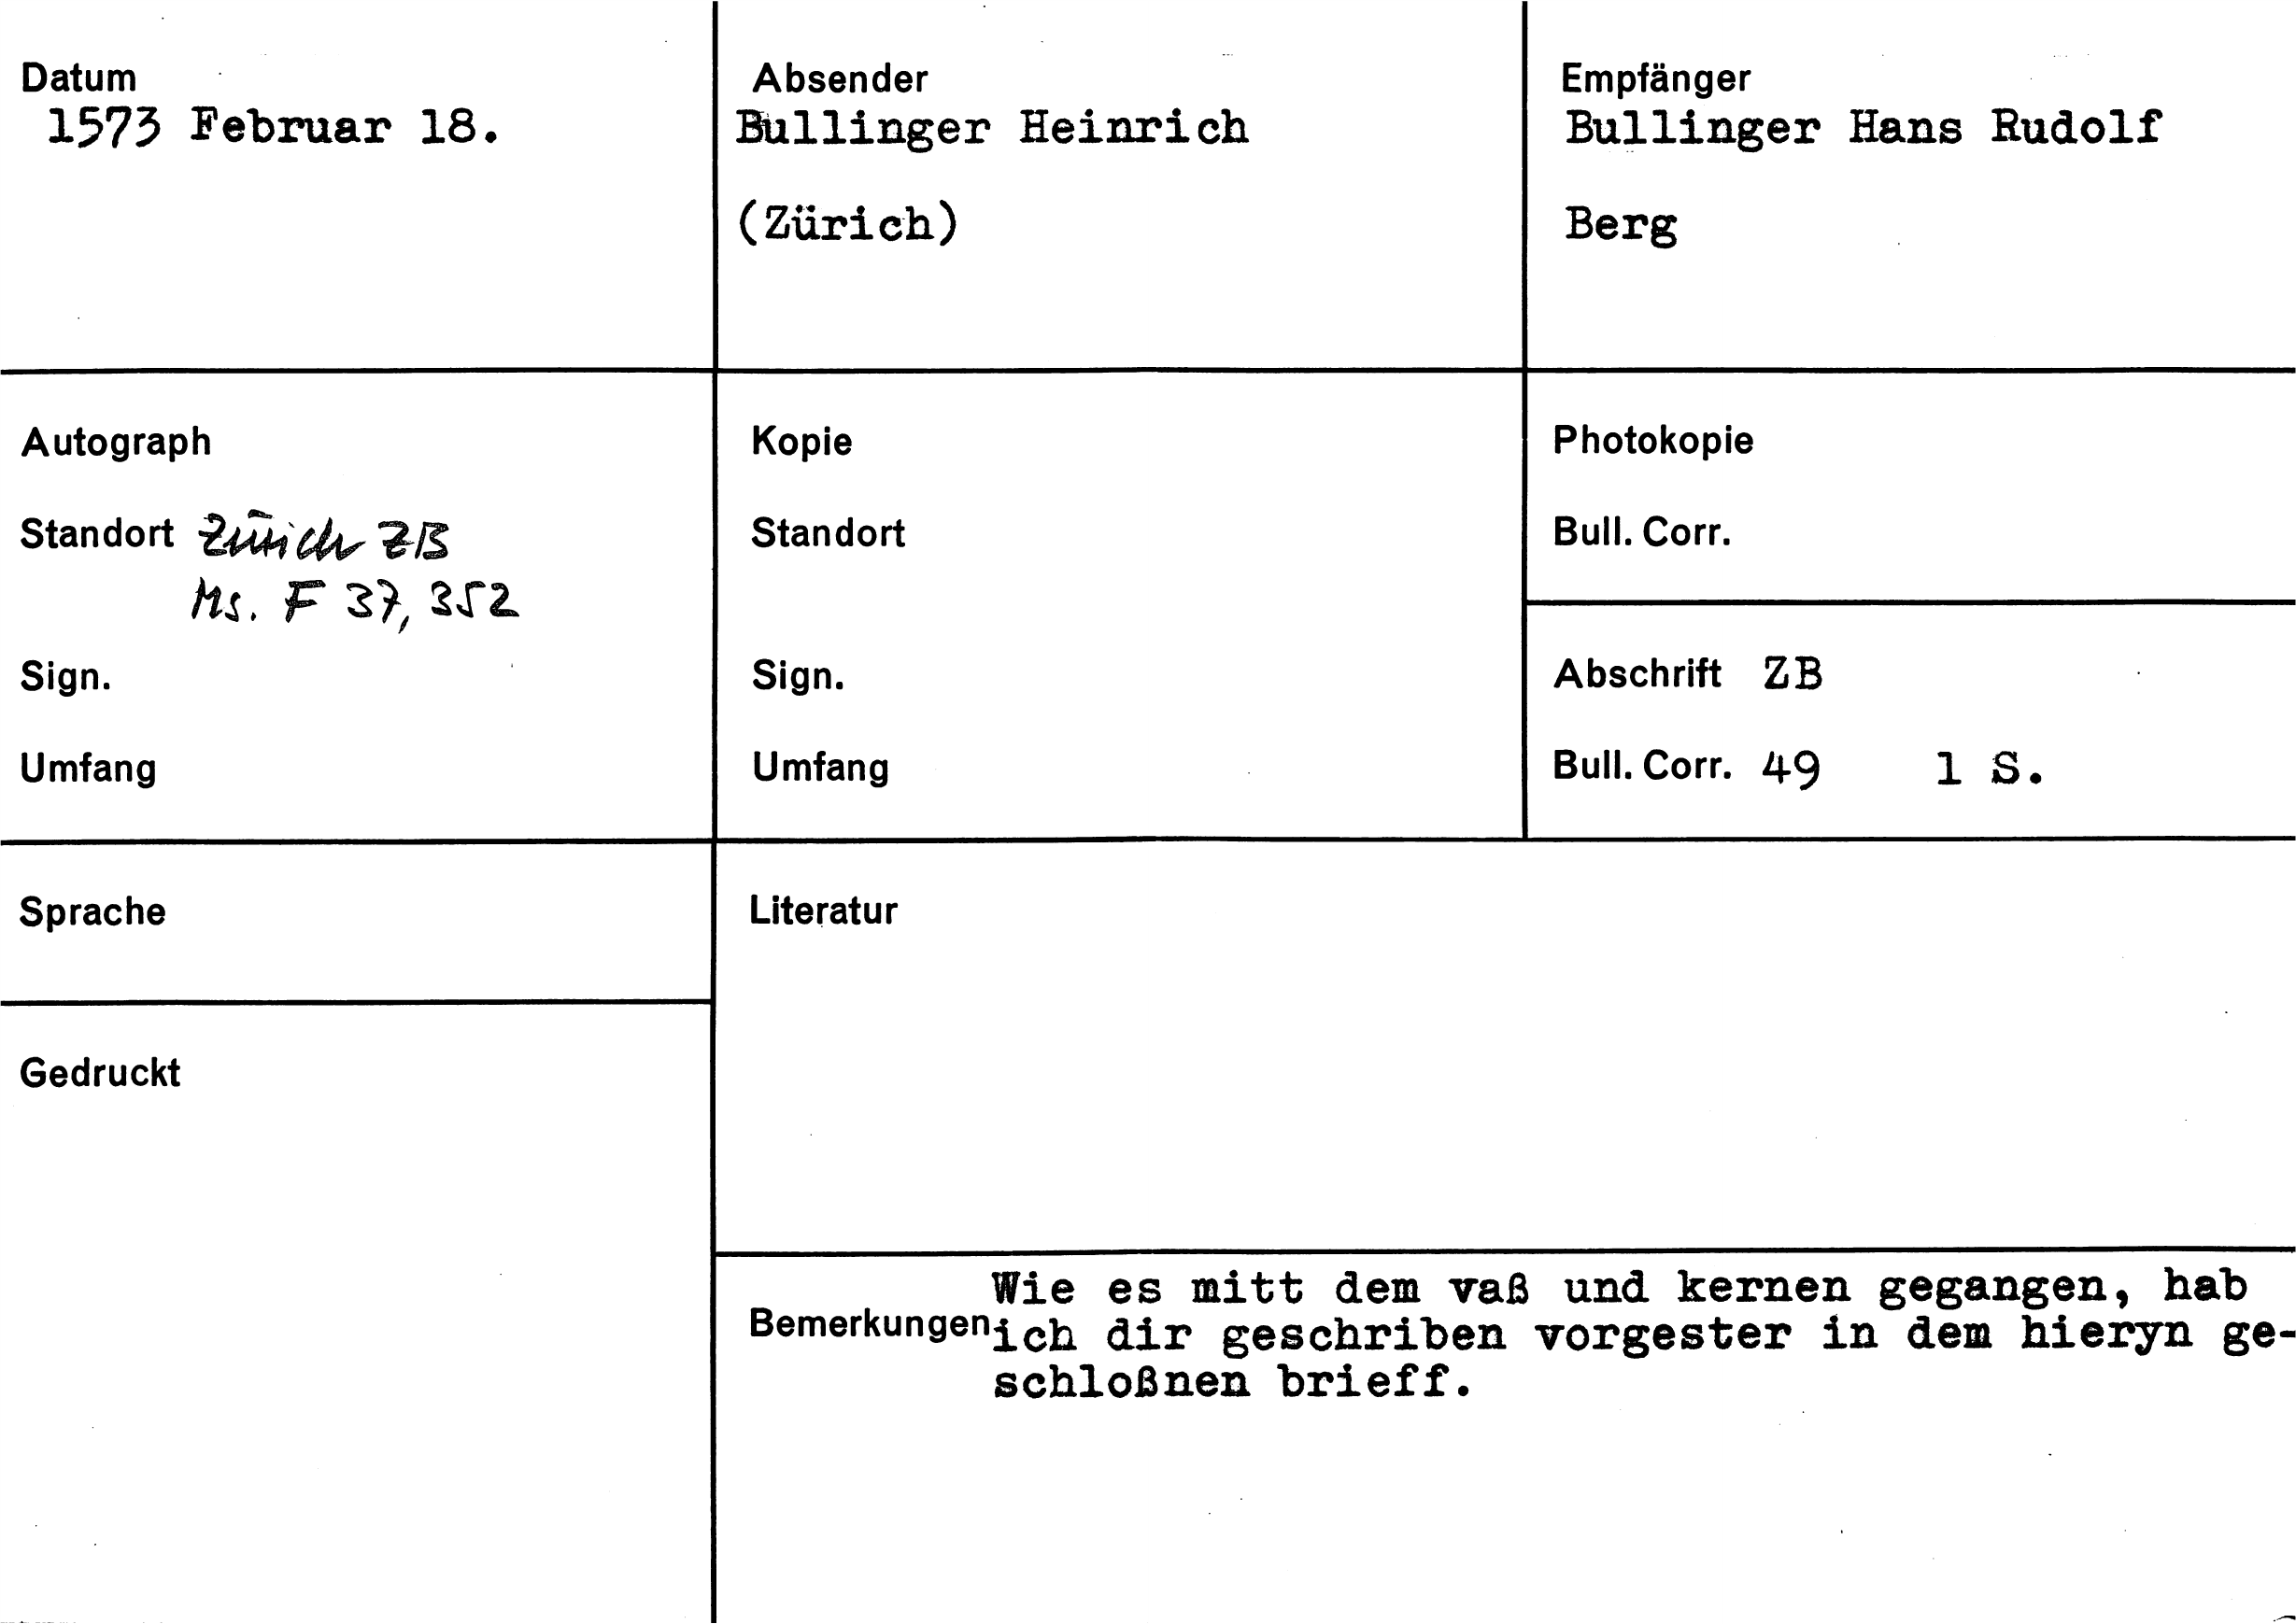 Datum
1573 Februar 18.
Absender
Bullinger Heinrich
(Zürich)
Empfänger
Bullinger Hans Rudolf
Berg
Autograph
Standort Zürich ZB
Ms. F 37, 352
Sign.
Umfang
Kopie
Standort
Sign.
Umfang
Photokopie
Bull. Corr.
Abschrift ZB
Bull. Corr. 49 1 S.
Sprache
Literatur
Gedruckt
Bemerkungen
Wie es mitt dem vaß und kernen gegangen, hab
ich dir geschriben vorgester in dem hieryn ge-
schloßnen brieff.